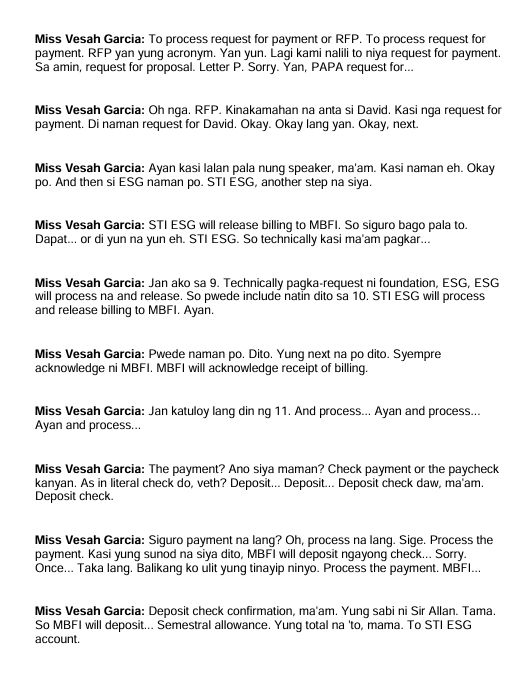 Miss Vesah Garcia: To process request for payment or RFP. To process request for
payment. RFP yan yung acronym. Yan yun. Lagi kami nalili to niya request for payment.
Sa amin, request for proposal. Letter P. Sorry. Yan, PAPA request for...
Miss Vesah Garcia: Oh nga. RFP. Kinakamahan na anta si David. Kasi nga request for
payment. Di naman request for David. Okay. Okay lang yan. Okay, next.
Miss Vesah Garcia: Ayan kasi lalan pala nung speaker, ma'am. Kasi naman eh. Okay
po. And then si ESG naman po. STI ESG, another step na siya.
Miss Vesah Garcia: STI ESG will release billing to MBFI. So siguro bago pala to.
Dapat... or di yun na yun eh. STI ESG. So technically kasi ma'am pagkar...
Miss Vesah Garcia: Jan ako sa 9. Technically pagka-request ni foundation, ESG, ESG
will process na and release. So pwede include natin dito sa 10. STI ESG will process
and release billing to MBFI. Ayan.
Miss Vesah Garcia: Pwede naman po. Dito. Yung next na po dito. Syempre
acknowledge ni MBFI. MBFI will acknowledge receipt of billing.
Miss Vesah Garcia: Jan katuloy lang din ng 11. And process... Ayan and process...
Ayan and process...
Miss Vesah Garcia: The payment? Ano siya maman? Check payment or the paycheck
kanyan. As in literal check do, veth? Deposit... Deposit... Deposit check daw, ma'am.
Deposit check.
Miss Vesah Garcia: Siguro payment na lang? Oh, process na lang. Sige. Process the
payment. Kasi yung sunod na siya dito, MBFI will deposit ngayong check... Sorry.
Once... Taka lang. Balikang ko ulit yung tinayip ninyo. Process the payment. MBFI...
Miss Vesah Garcia: Deposit check confirmation, ma'am. Yung sabi ni Sir Allan. Tama.
So MBFI will deposit... Semestral allowance. Yung total na 'to, mama. To STI ESG
account.